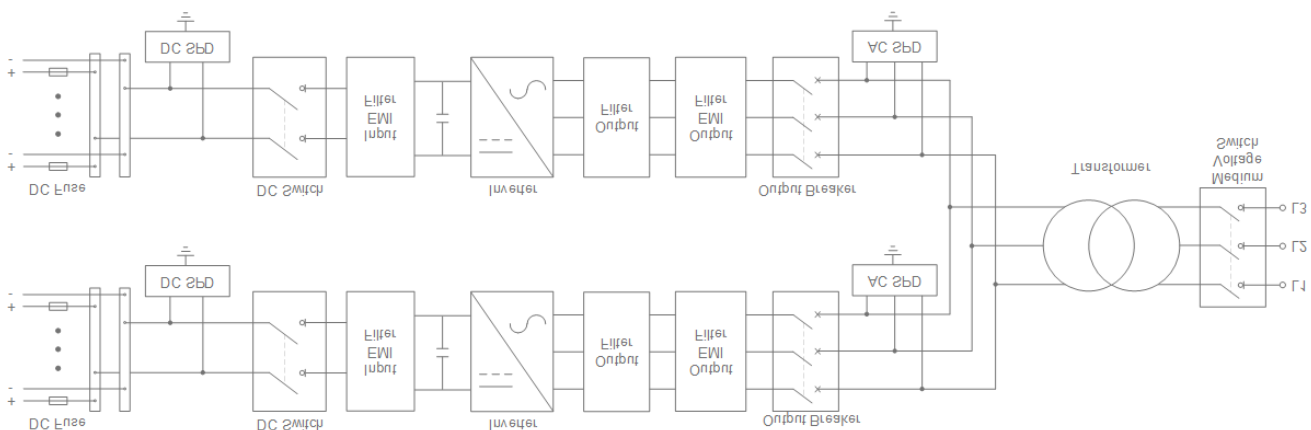 DC Fuse
DC Switch
Inverter
Output Breaker
+
-
Input
EMI
Filter
Output
Filter
Output
EMI
Filter
+
-
DC SPD
AC SPD
L1
L2
L3
Medium
Voltage
Switch
Transformer
DC Fuse
DC Switch
Inverter
Output Breaker
+
-
Input
EMI
Filter
Output
Filter
Output
EMI
Filter
+
-
DC SPD
AC SPD